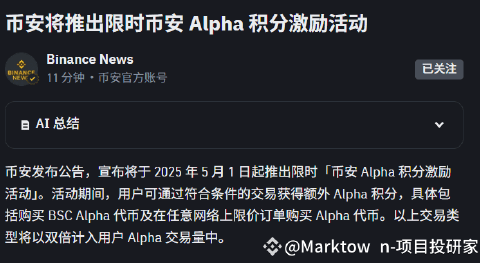 币安将推出限时币安 Alpha 积分激励活动
Binance News
11 分钟・币安官方账号
已关注
BINANCE
NEWS
AI 总结
币安发布公告，宣布将于 2025 年 5 月 1 日起推出限时「币安 Alpha 积分激励
活动」。活动期间，用户可通过符合条件的交易获得额外 Alpha 积分，具体包
括购买 BSC Alpha 代币及在任意网络上限价订单购买 Alpha 代币。以上交易类
型将以双倍计入用户 Alpha 交易量中。
@Marktow n-项目投研家